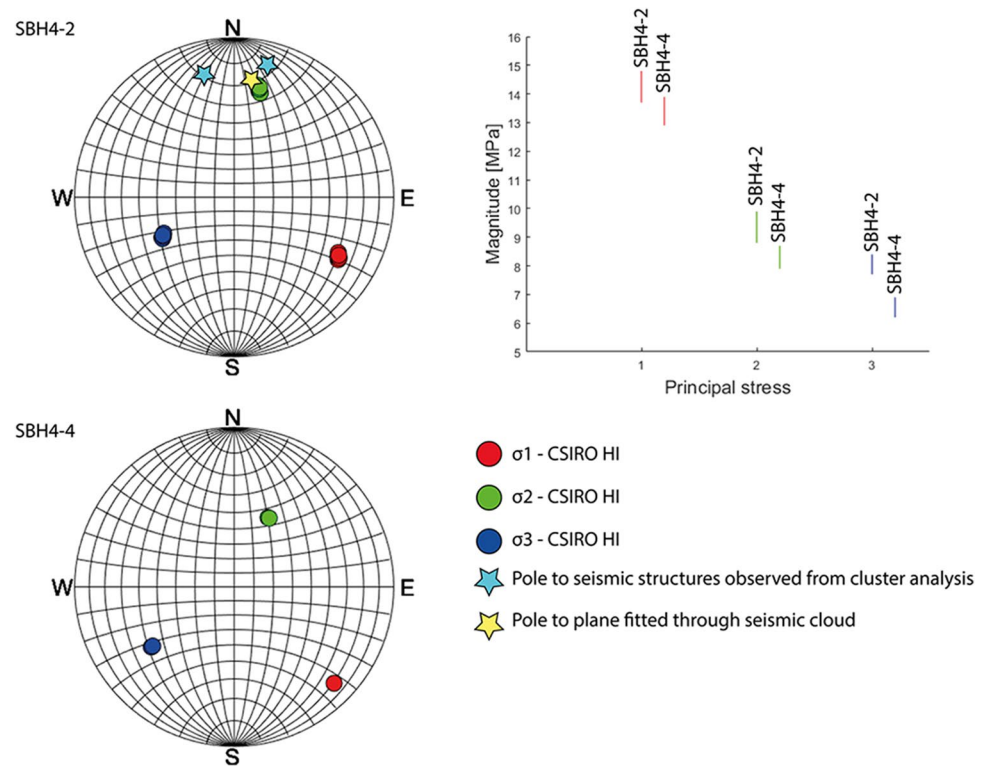 SBH4-2
N
W
E
S
16
15
14
13
12
11
10
9
8
7
6
5
Magnitude [MPa]
SBH4-2
SBH4-4
SBH4-2
SBH4-4
SBH4-2
SBH4-4
1
2
3
Principal stress
SBH4-4
N
W
E
S
σ1 - CSIRO HI
σ2 - CSIRO HI
σ3 - CSIRO HI
Pole to seismic structures observed from cluster analysis
Pole to plane fitted through seismic cloud